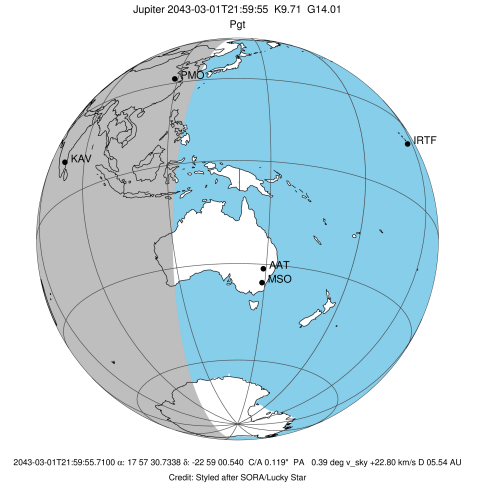 Jupiter 2043-03-01T21:59:55 K9.71 G14.01
Pgt
PMO
IRTF
KAV
AAT
MSO
2043-03-01T21:59:55.7100 α: 17 57 30.7338 δ: -22 59 00.540 C/A 0.119" PA 0.39 deg v_sky +22.80 km/s D 05.54 AU
Credit: Styled after SORA/Lucky Star